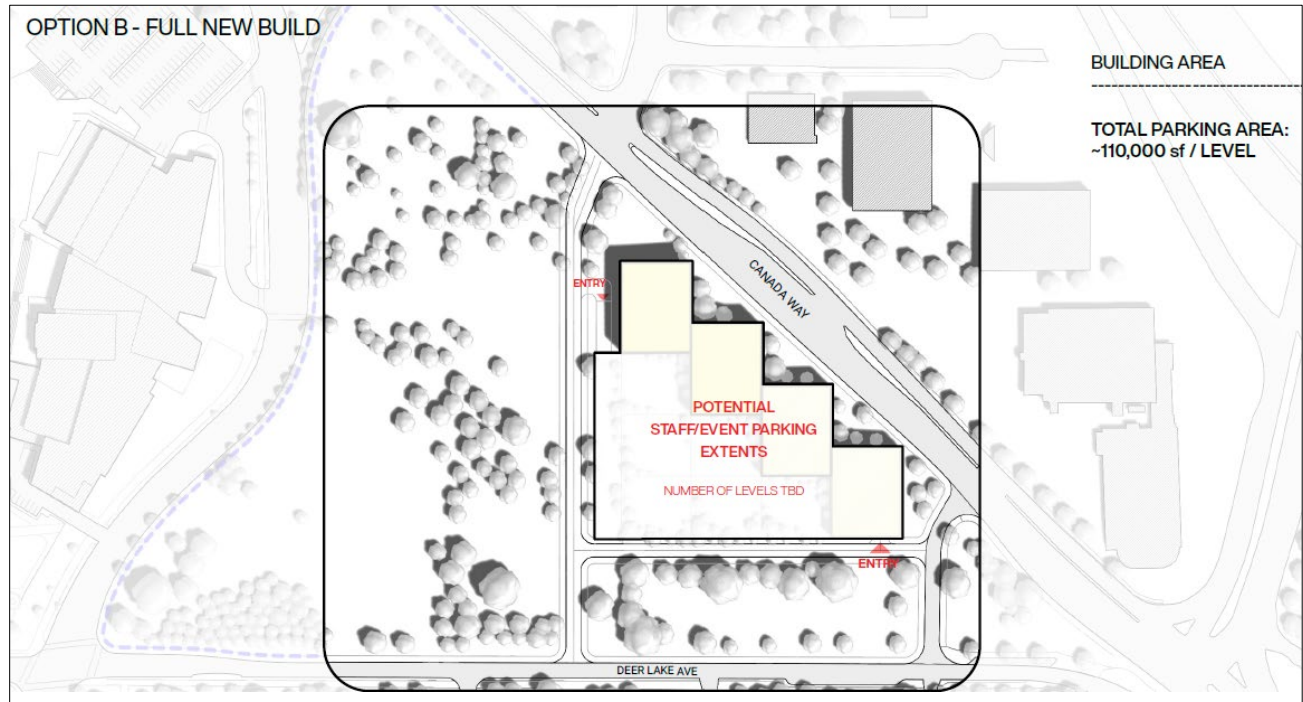 OPTION B - FULL NEW BUILD
BUILDING AREA
TOTAL PARKING AREA:
~110,000 sf / LEVEL
CANADA WAY
ENTRY
POTENTIAL
STAFF/EVENT PARKING
EXTENTS
NUMBER OF LEVELS TBD
ENTRY
DEER LAKE AVE